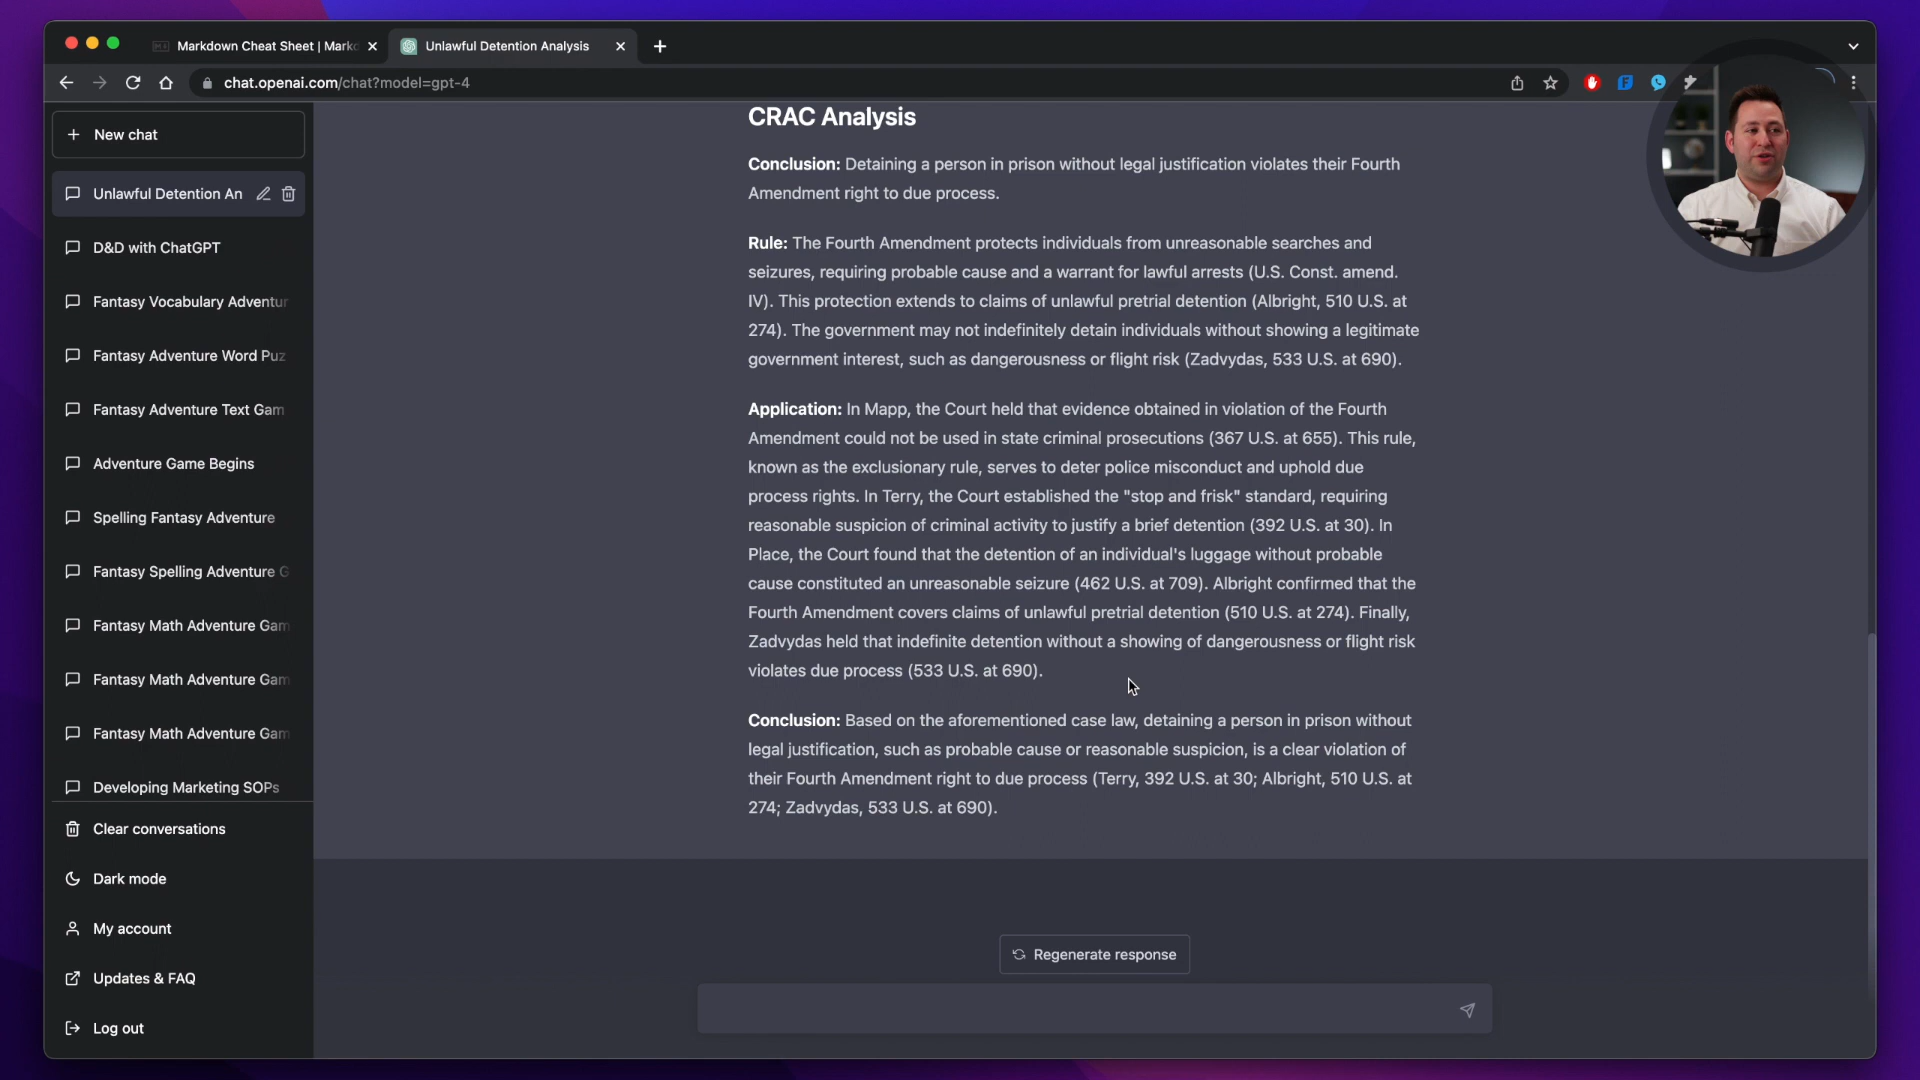 Markdown Cheat Sheet | Markd
Unlawful Detention Analysis
chat.openai.com/chat?model=gpt-4
New chat
Unlawful Detention An
D&D with ChatGPT
Fantasy Vocabulary Adventur
Fantasy Adventure Word Puz
Fantasy Adventure Text Gam
Adventure Game Begins
Spelling Fantasy Adventure
Fantasy Spelling Adventure G
Fantasy Math Adventure Gam
Fantasy Math Adventure Gam
Fantasy Math Adventure Gam
Developing Marketing SOPs
Clear conversations
Dark mode
My account
Updates & FAQ
Log out
CRAC Analysis
Conclusion: Detaining a person in prison without legal justification violates their Fourth
Amendment right to due process.
Rule: The Fourth Amendment protects individuals from unreasonable searches and
seizures, requiring probable cause and a warrant for lawful arrests (U.S. Const. amend.
IV). This protection extends to claims of unlawful pretrial detention (Albright, 510 U.S. at
274). The government may not indefinitely detain individuals without showing a legitimate
government interest, such as dangerousness or flight risk (Zadvydas, 533 U.S. at 690).
Application: In Mapp, the Court held that evidence obtained in violation of the Fourth
Amendment could not be used in state criminal prosecutions (367 U.S. at 655). This rule,
known as the exclusionary rule, serves to deter police misconduct and uphold due
process rights. In Terry, the Court established the "stop and frisk" standard, requiring
reasonable suspicion of criminal activity to justify a brief detention (392 U.S. at 30). In
Place, the Court found that the detention of an individual's luggage without probable
cause constituted an unreasonable seizure (462 U.S. at 709). Albright confirmed that the
Fourth Amendment covers claims of unlawful pretrial detention (510 U.S. at 274). Finally,
Zadvydas held that indefinite detention without a showing of dangerousness or flight risk
violates due process (533 U.S. at 690).
Conclusion: Based on the aforementioned case law, detaining a person in prison without
legal justification, such as probable cause or reasonable suspicion, is a clear violation of
their Fourth Amendment right to due process (Terry, 392 U.S. at 30; Albright, 510 U.S. at
274; Zadvydas, 533 U.S. at 690).
Regenerate response